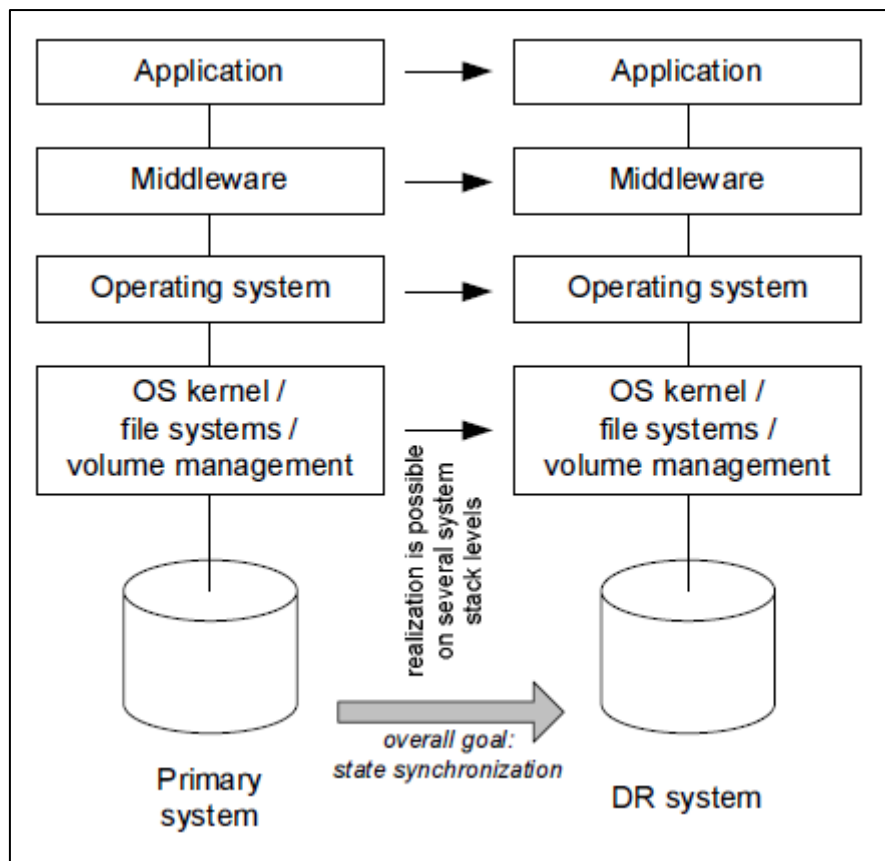 Application
Application
Middleware
Middleware
Operating system
Operating system
OS kernel /
file systems /
volume management
OS kernel /
file systems /
volume management
realization is possible
on several system
stack levels
overall goal:
state synchronization
Primary
system
DR system